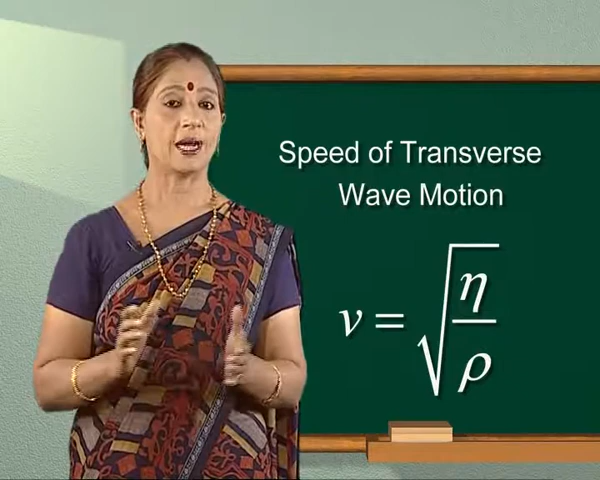 Speed of Transverse
Wave Motion
v = √(η/ρ)